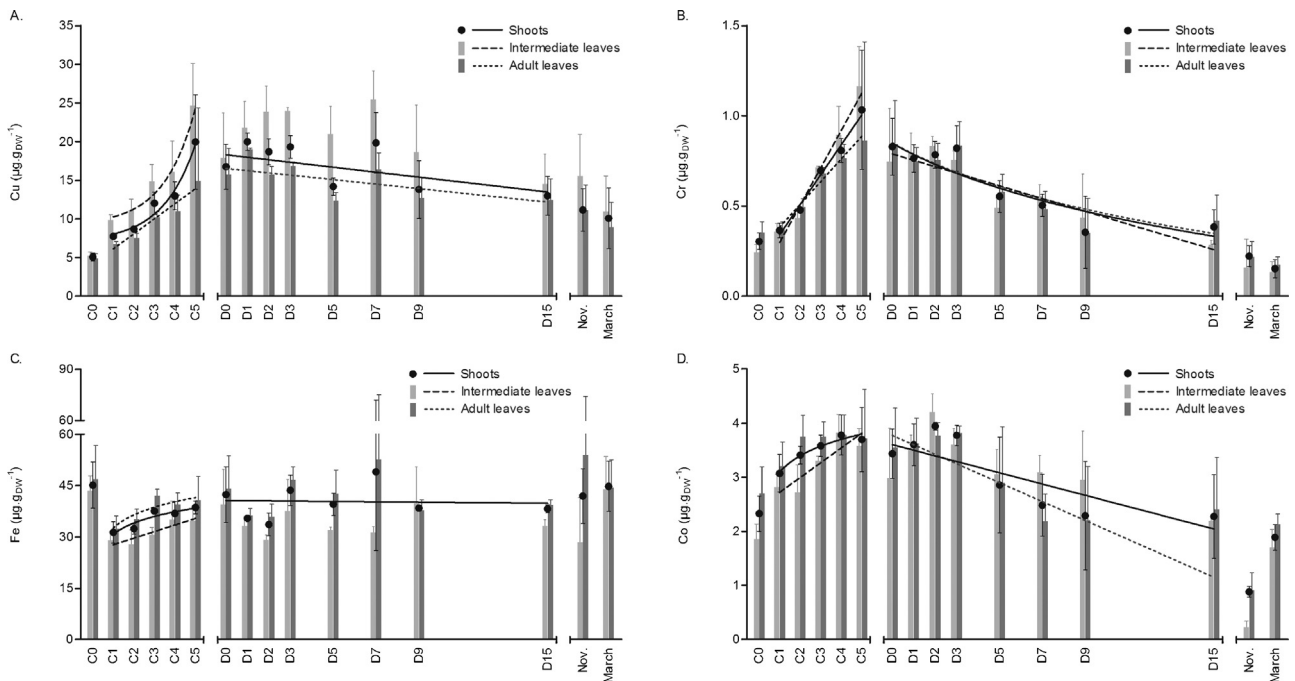 A.
Cu (µg.gDW⁻¹)
35
30
25
20
15
10
5
0
Shoots
Intermediate leaves
Adult leaves
C0 C1 C2 C3 C4 C5 D0 D1 D2 D3 D5 D7 D9 D15 Nov. March
B.
Cr (µg.gDW⁻¹)
1.5
1.0
0.5
0.0
Shoots
Intermediate leaves
Adult leaves
C0 C1 C2 C3 C4 C5 D0 D1 D2 D3 D5 D7 D9 D15 Nov. March
C.
Fe (µg.gDW⁻¹)
90
60
60
45
30
15
0
Shoots
Intermediate leaves
Adult leaves
C0 C1 C2 C3 C4 C5 D0 D1 D2 D3 D5 D7 D9 D15 Nov. March
D.
Co (µg.gDW⁻¹)
5
4
3
2
1
0
Shoots
Intermediate leaves
Adult leaves
C0 C1 C2 C3 C4 C5 D0 D1 D2 D3 D5 D7 D9 D15 Nov. March